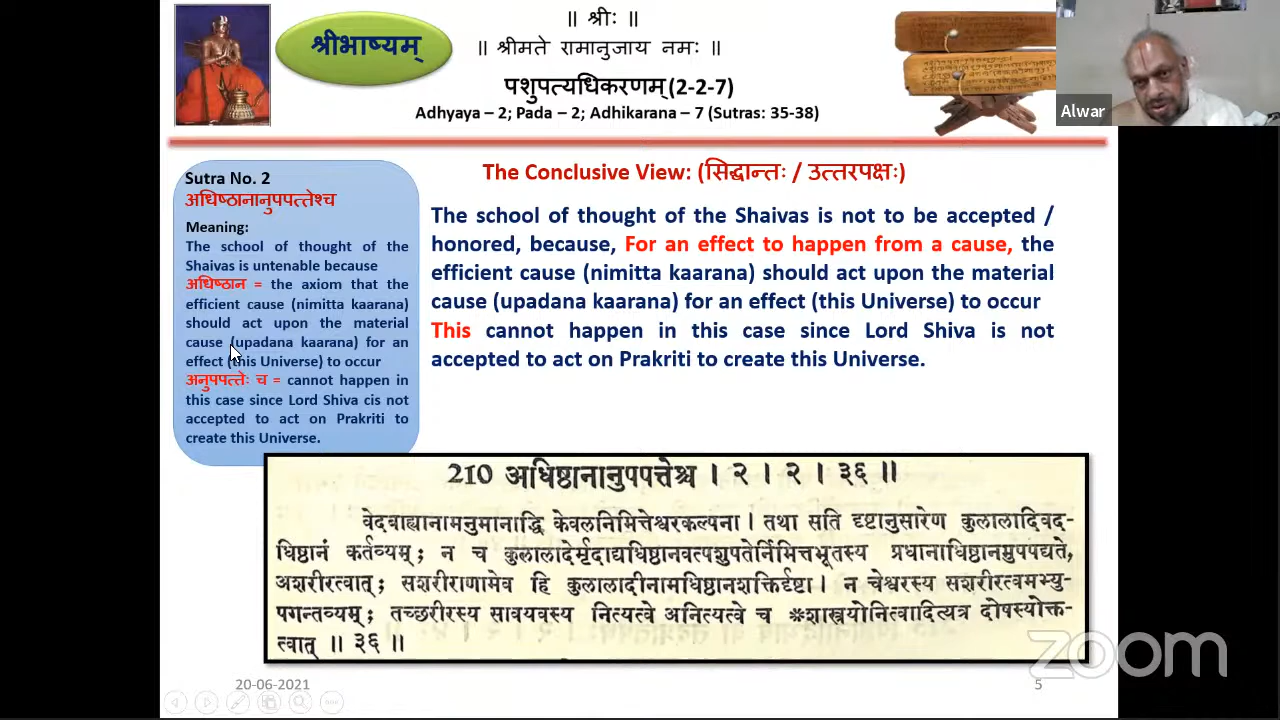 ॥ श्रीः ॥
॥ श्रीमते रामानुजाय नमः ॥
श्रीभाष्यम्
पशुपत्यधिकरणम् (2-2-7)
Adhyaya – 2; Pada – 2; Adhikarana – 7 (Sutras: 35-38)
Alwar
Sutra No. 2
अधिष्ठानानुपपत्तेश्च
Meaning:
The school of thought of the
Shaivas is untenable because
अधिष्ठान = the axiom that the
efficient cause (nimitta kaarana)
should act upon the material
cause (upadana kaarana) for an
effect (this Universe) to occur
अनुपपत्तेः च = cannot happen in
this case since Lord Shiva cis not
accepted to act on Prakriti to
create this Universe.
The Conclusive View: (सिद्धान्तः / उत्तरपक्षः)
The school of thought of the Shaivas is not to be accepted /
honored, because, For an effect to happen from a cause, the
efficient cause (nimitta kaarana) should act upon the material
cause (upadana kaarana) for an effect (this Universe) to occur
This cannot happen in this case since Lord Shiva is not
accepted to act on Prakriti to create this Universe.
210 अधिष्ठानानुपपत्तेश्च । २ । २ । ३६ ॥
वेदबाह्यानामनुमानाद्धि केवलनिमित्तेश्वरकल्पना । तथा सति दृष्टानुसारेण कुलालादिवद-
धिष्ठानं कर्तव्यम्; न च कुलालादेर्मृदाद्यधिष्ठानवत्पशुपतेर्निमित्तभूतस्य प्रधानाधिष्ठानमुपपद्यते,
अशरीरत्वात्; सशरीराणामेव हि कुलालादीनामधिष्ठानशक्तिर्दृष्टा । न चेश्वरस्य सशरीरत्वमभ्यु-
पगन्तव्यम्; तच्छरीरस्य सावयवस्य नित्यत्वे अनित्यत्वे च ※शास्त्रयोनित्वादित्यत्र दोषस्योक्त-
त्वात् ॥ ३६ ॥
20-06-2021
5
zoom